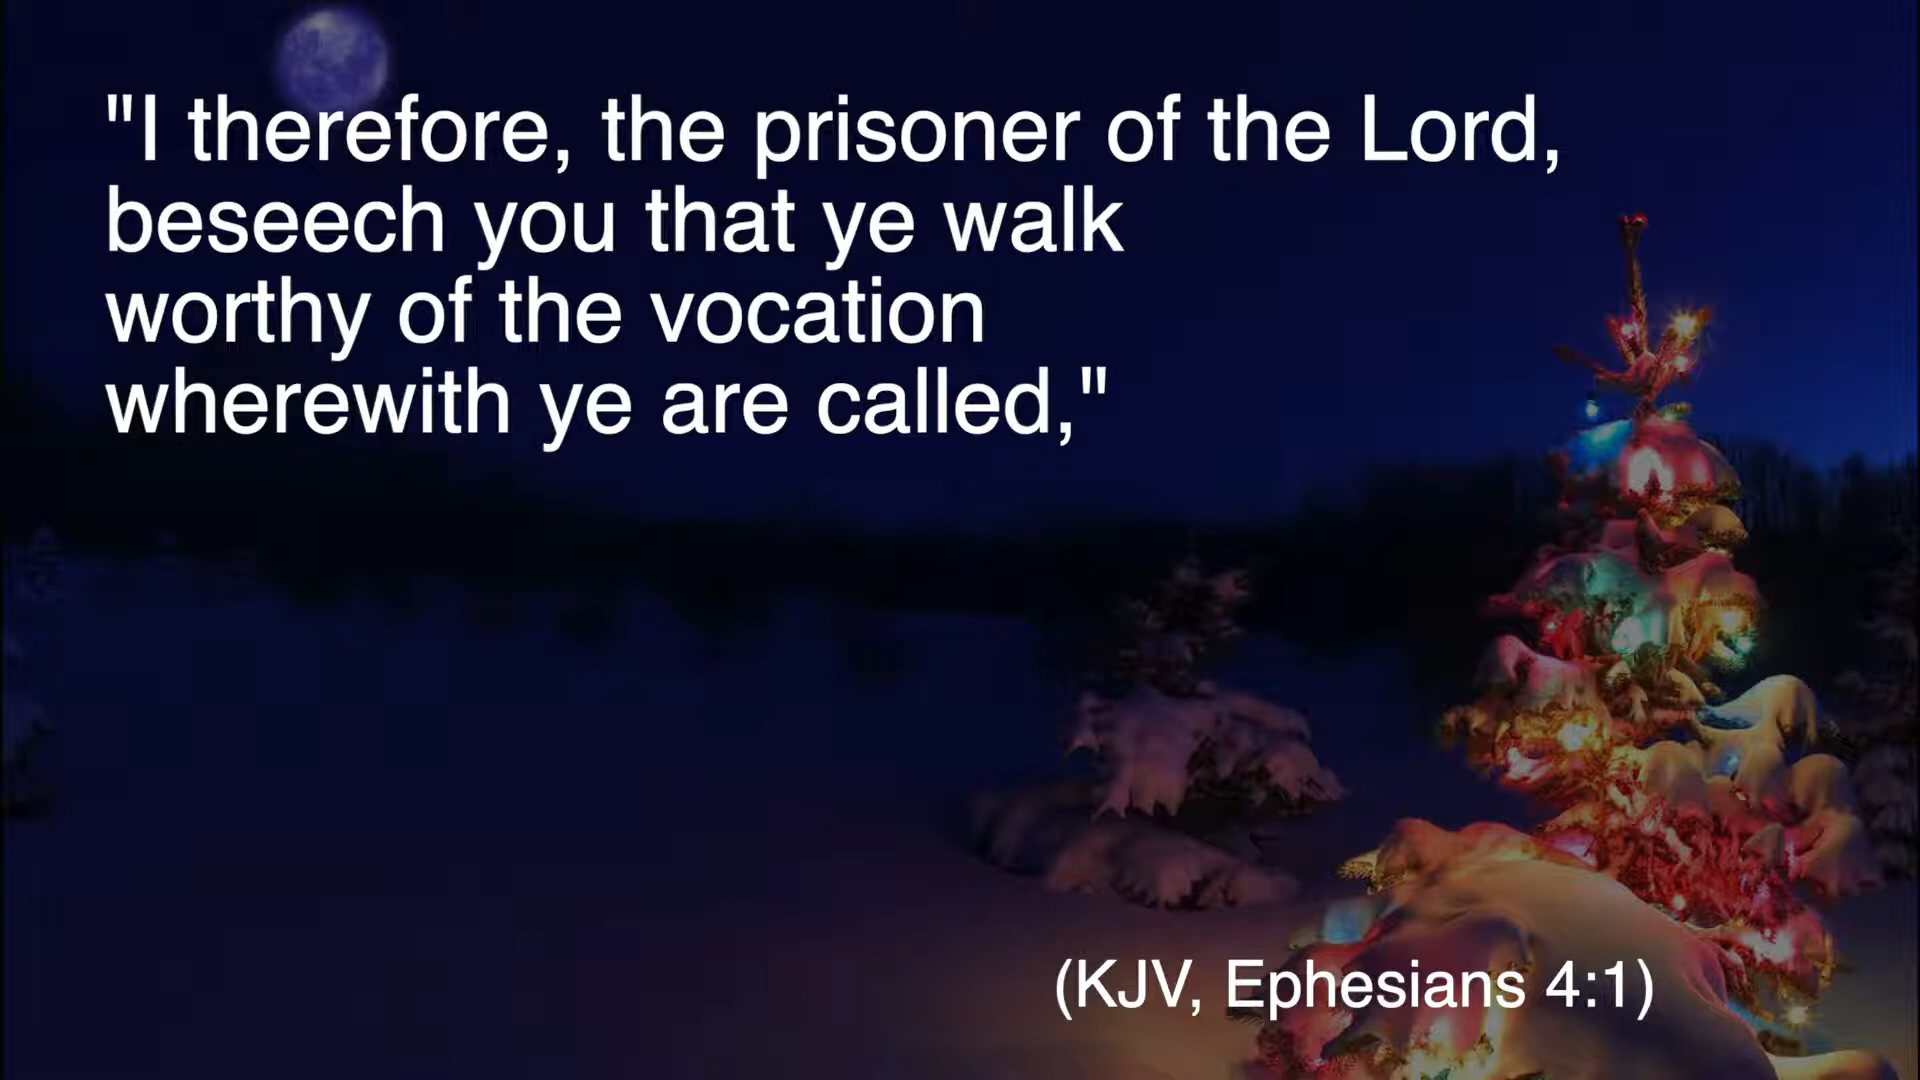 "I therefore, the prisoner of the Lord,
beseech you that ye walk
worthy of the vocation
wherewith ye are called,"
(KJV, Ephesians 4:1)